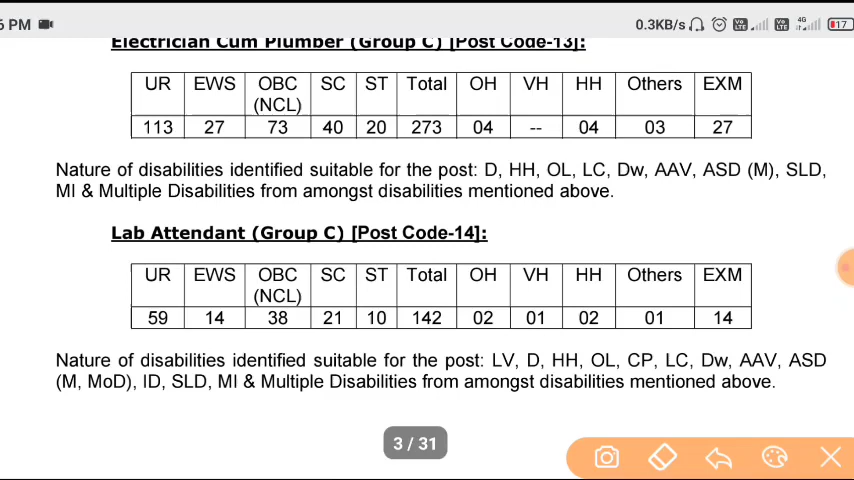 6 PM 0.3KB/s 4G 17
Electrician Cum Plumber (Group C) [Post Code-13]:
UR EWS OBC (NCL) SC ST Total OH VH HH Others EXM
113 27 73 40 20 273 04 -- 04 03 27
Nature of disabilities identified suitable for the post: D, HH, OL, LC, Dw, AAV, ASD (M), SLD,
MI & Multiple Disabilities from amongst disabilities mentioned above.
Lab Attendant (Group C) [Post Code-14]:
UR EWS OBC (NCL) SC ST Total OH VH HH Others EXM
59 14 38 21 10 142 02 01 02 01 14
Nature of disabilities identified suitable for the post: LV, D, HH, OL, CP, LC, Dw, AAV, ASD
(M, MoD), ID, SLD, MI & Multiple Disabilities from amongst disabilities mentioned above.
3 / 31